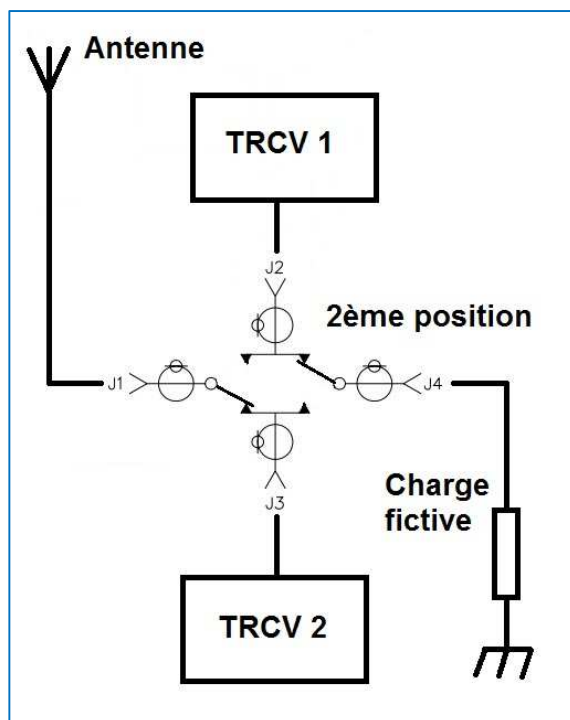 Antenne
TRCV 1
J2
2ème position
J1
J4
J3
Charge
fictive
TRCV 2